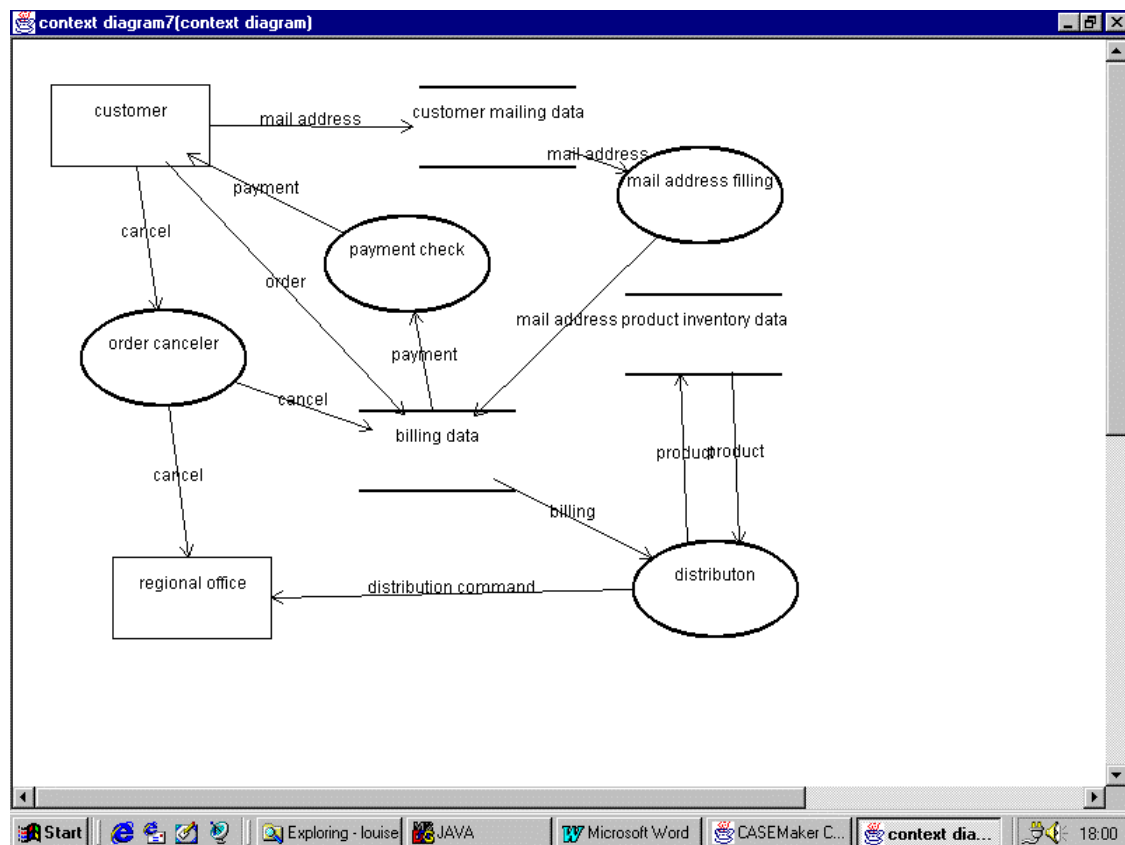 context diagram7(context diagram)
customer
mail address
customer mailing data
mail address
mail address filling
payment
cancel
payment check
order
mail address product inventory data
order canceler
payment
cancel
billing data
cancel
product
product
billing
regional office
distribution command
distributon
Start
Exploring - louise
JAVA
Microsoft Word
CASEMaker C...
context dia...
18:00